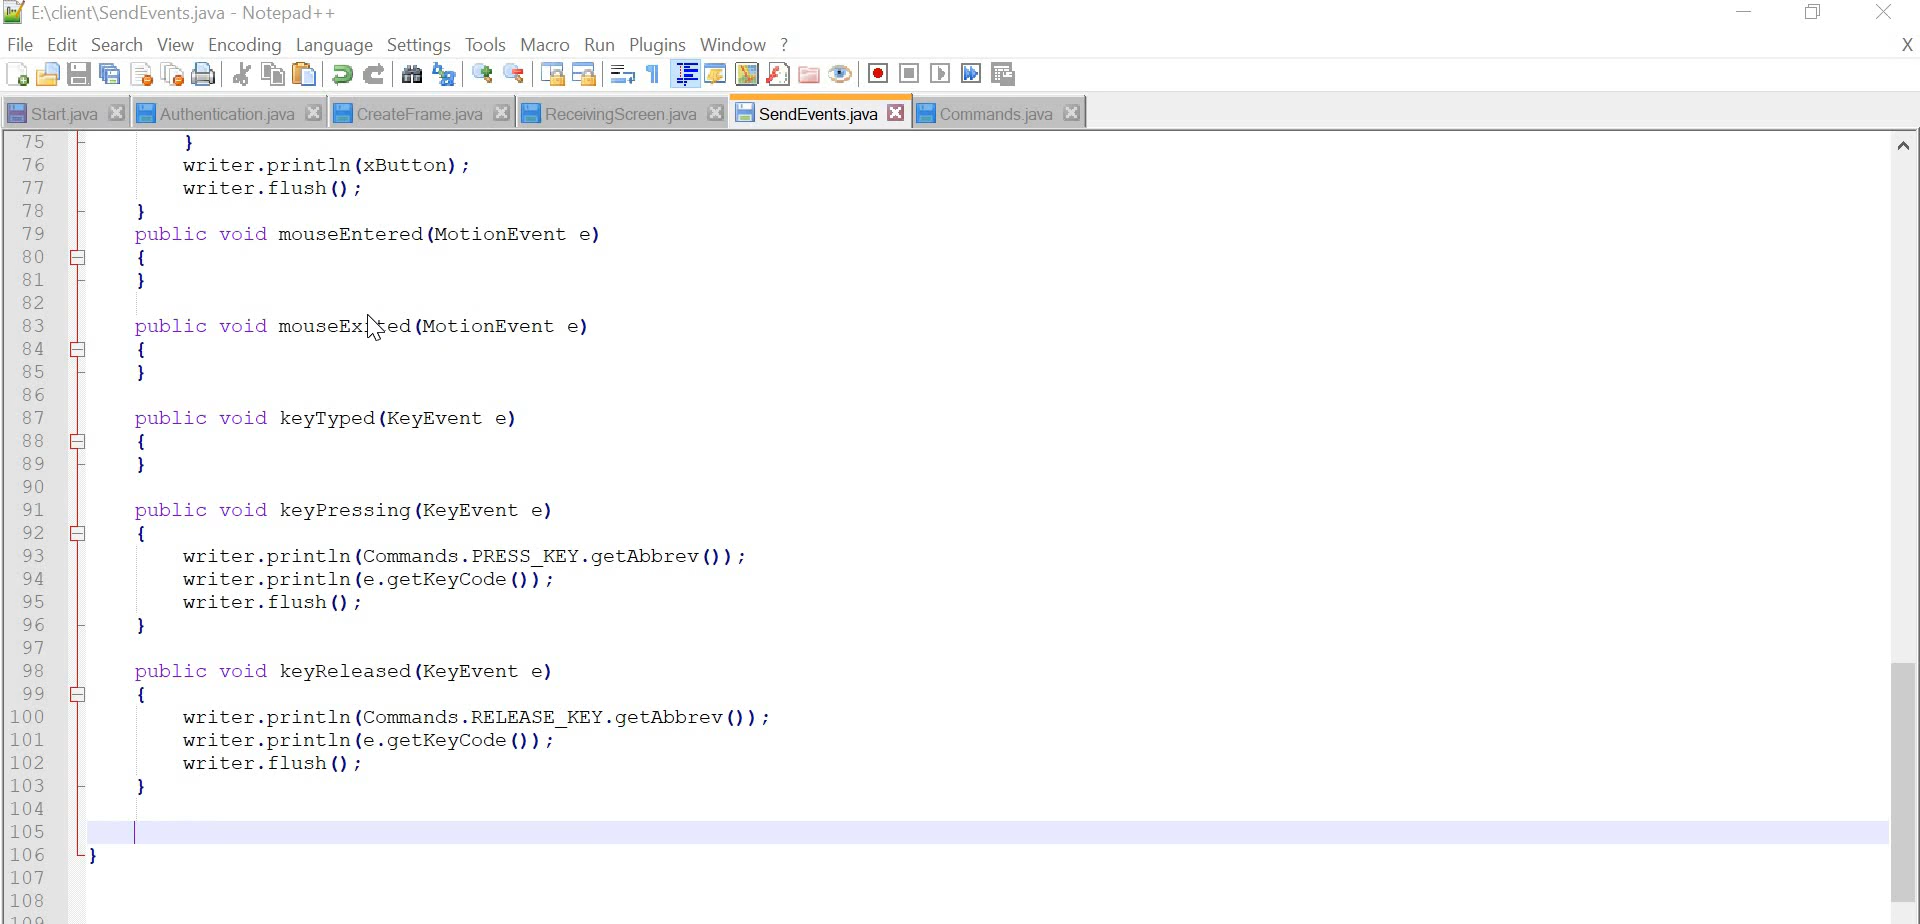 E:\client\SendEvents.java - Notepad++
File Edit Search View Encoding Language Settings Tools Macro Run Plugins Window ? X
Start.java Authentication.java CreateFrame.java ReceivingScreen.java SendEvents.java Commands.java
75 }
76 writer.println(xButton);
77 writer.flush();
78 }
79 public void mouseEntered(MotionEvent e)
80 {
81 }
82
83 public void mouseExited(MotionEvent e)
84 {
85 }
86
87 public void keyTyped(KeyEvent e)
88 {
89 }
90
91 public void keyPressing(KeyEvent e)
92 {
93 writer.println(Commands.PRESS_KEY.getAbbrev());
94 writer.println(e.getKeyCode());
95 writer.flush();
96 }
97
98 public void keyReleased(KeyEvent e)
99 {
100 writer.println(Commands.RELEASE_KEY.getAbbrev());
101 writer.println(e.getKeyCode());
102 writer.flush();
103 }
104
105
106 }
107
108
109